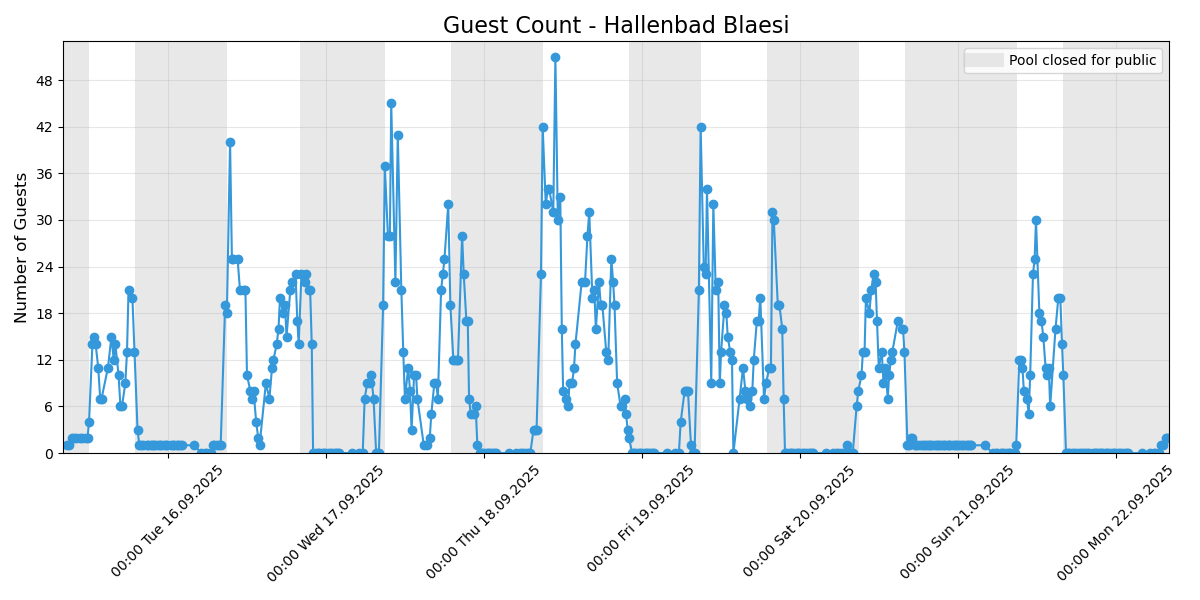 Guest Count - Hallenbad Blaesi
Pool closed for public
Number of Guests
48
42
36
30
24
18
12
6
0
00:00 Tue 16.09.2025
00:00 Wed 17.09.2025
00:00 Thu 18.09.2025
00:00 Fri 19.09.2025
00:00 Sat 20.09.2025
00:00 Sun 21.09.2025
00:00 Mon 22.09.2025